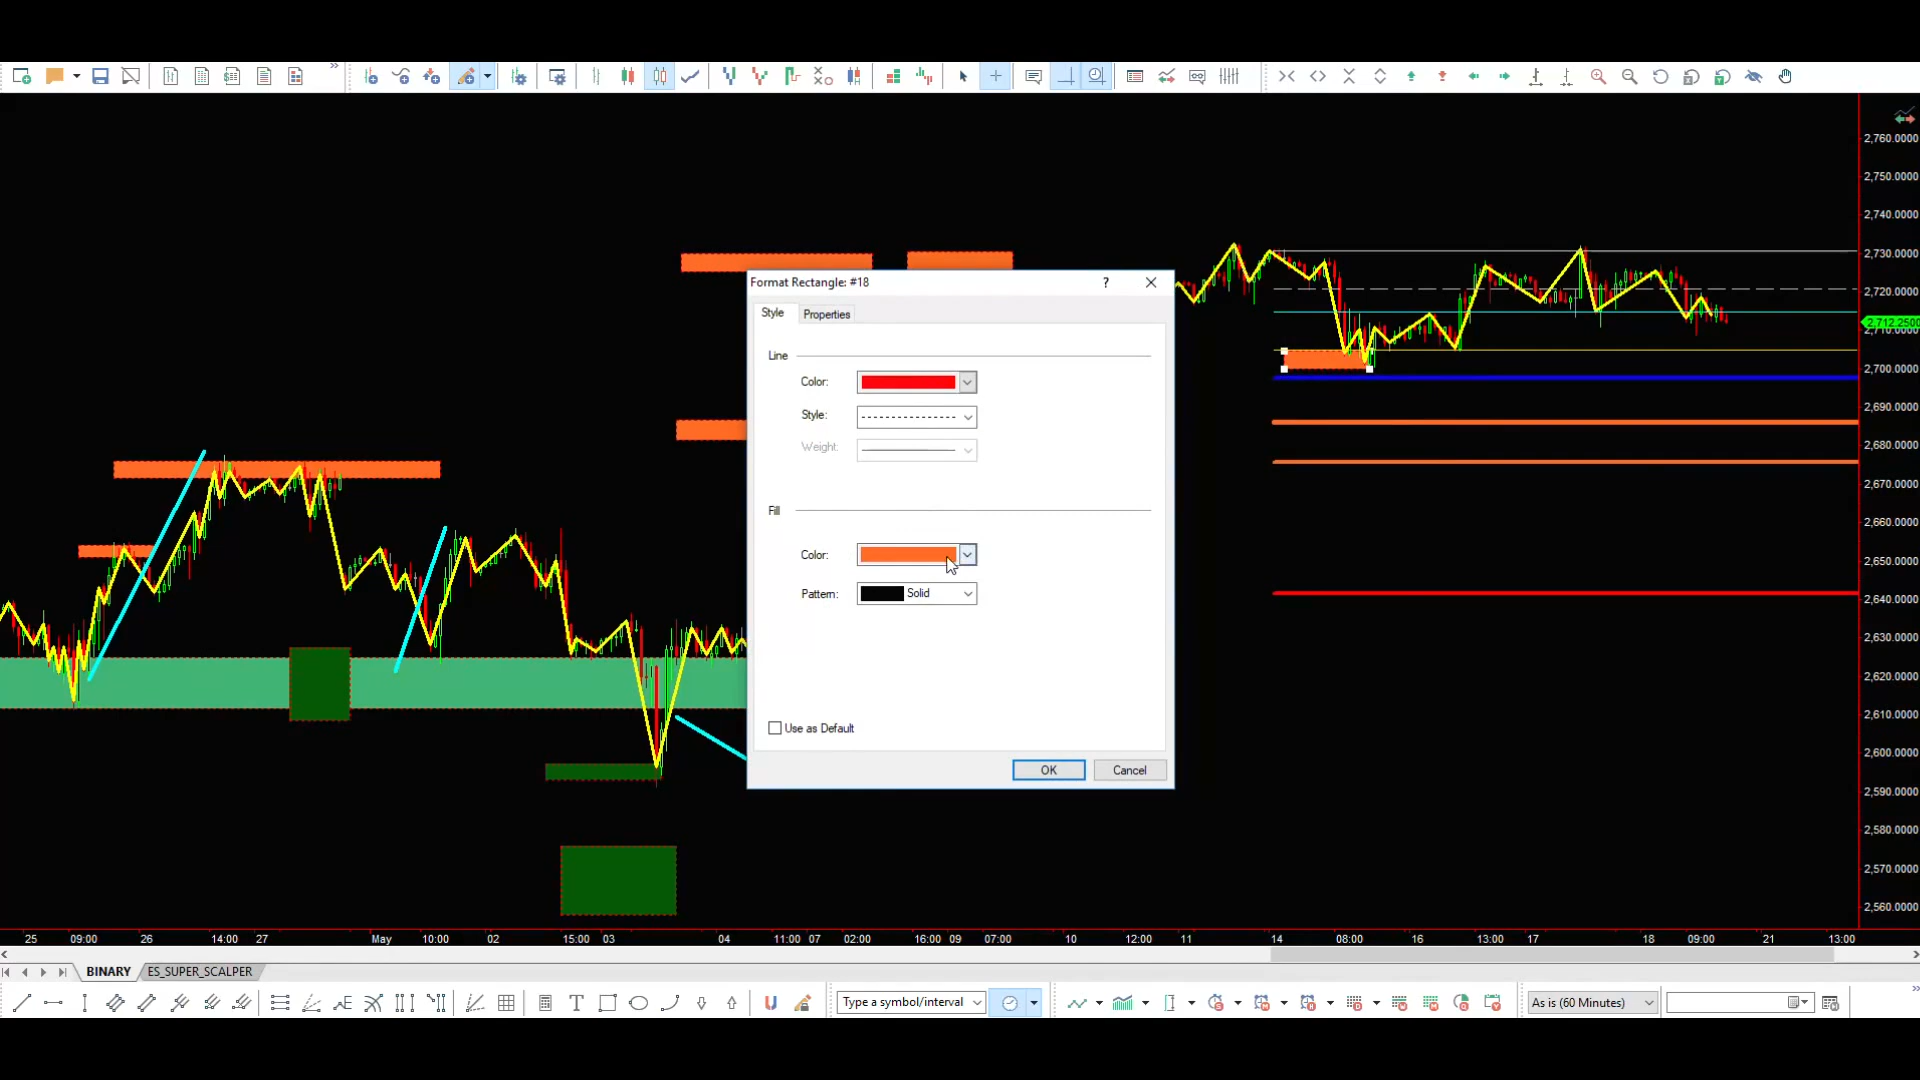 2,760.0000
2,750.0000
2,740.0000
2,730.0000
2,720.0000
2,712.2500
2,710.0000
2,700.0000
2,690.0000
2,680.0000
2,670.0000
2,660.0000
2,650.0000
2,640.0000
2,630.0000
2,620.0000
2,610.0000
2,600.0000
2,590.0000
2,580.0000
2,570.0000
2,560.0000
Format Rectangle: #18
?
Style Properties
Line
Color:
Style:
Weight:
Fill
Color:
Pattern: Solid
Use as Default
OK Cancel
25 09:00 26 14:00 27 May 10:00 02 15:00 03 04 11:00 07 02:00 16:00 09 07:00 10 12:00 11 14 08:00 16 13:00 17 18 09:00 21 13:00
BINARY ES_SUPER_SCALPER
Type a symbol/interval As is (60 Minutes)